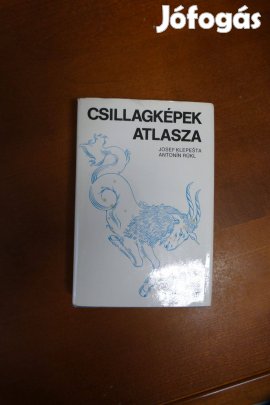 Jófogás
CSILLAGKÉPEK
ATLASZA
JOSEF KLEPEŠTA
ANTONÍN RÜKL